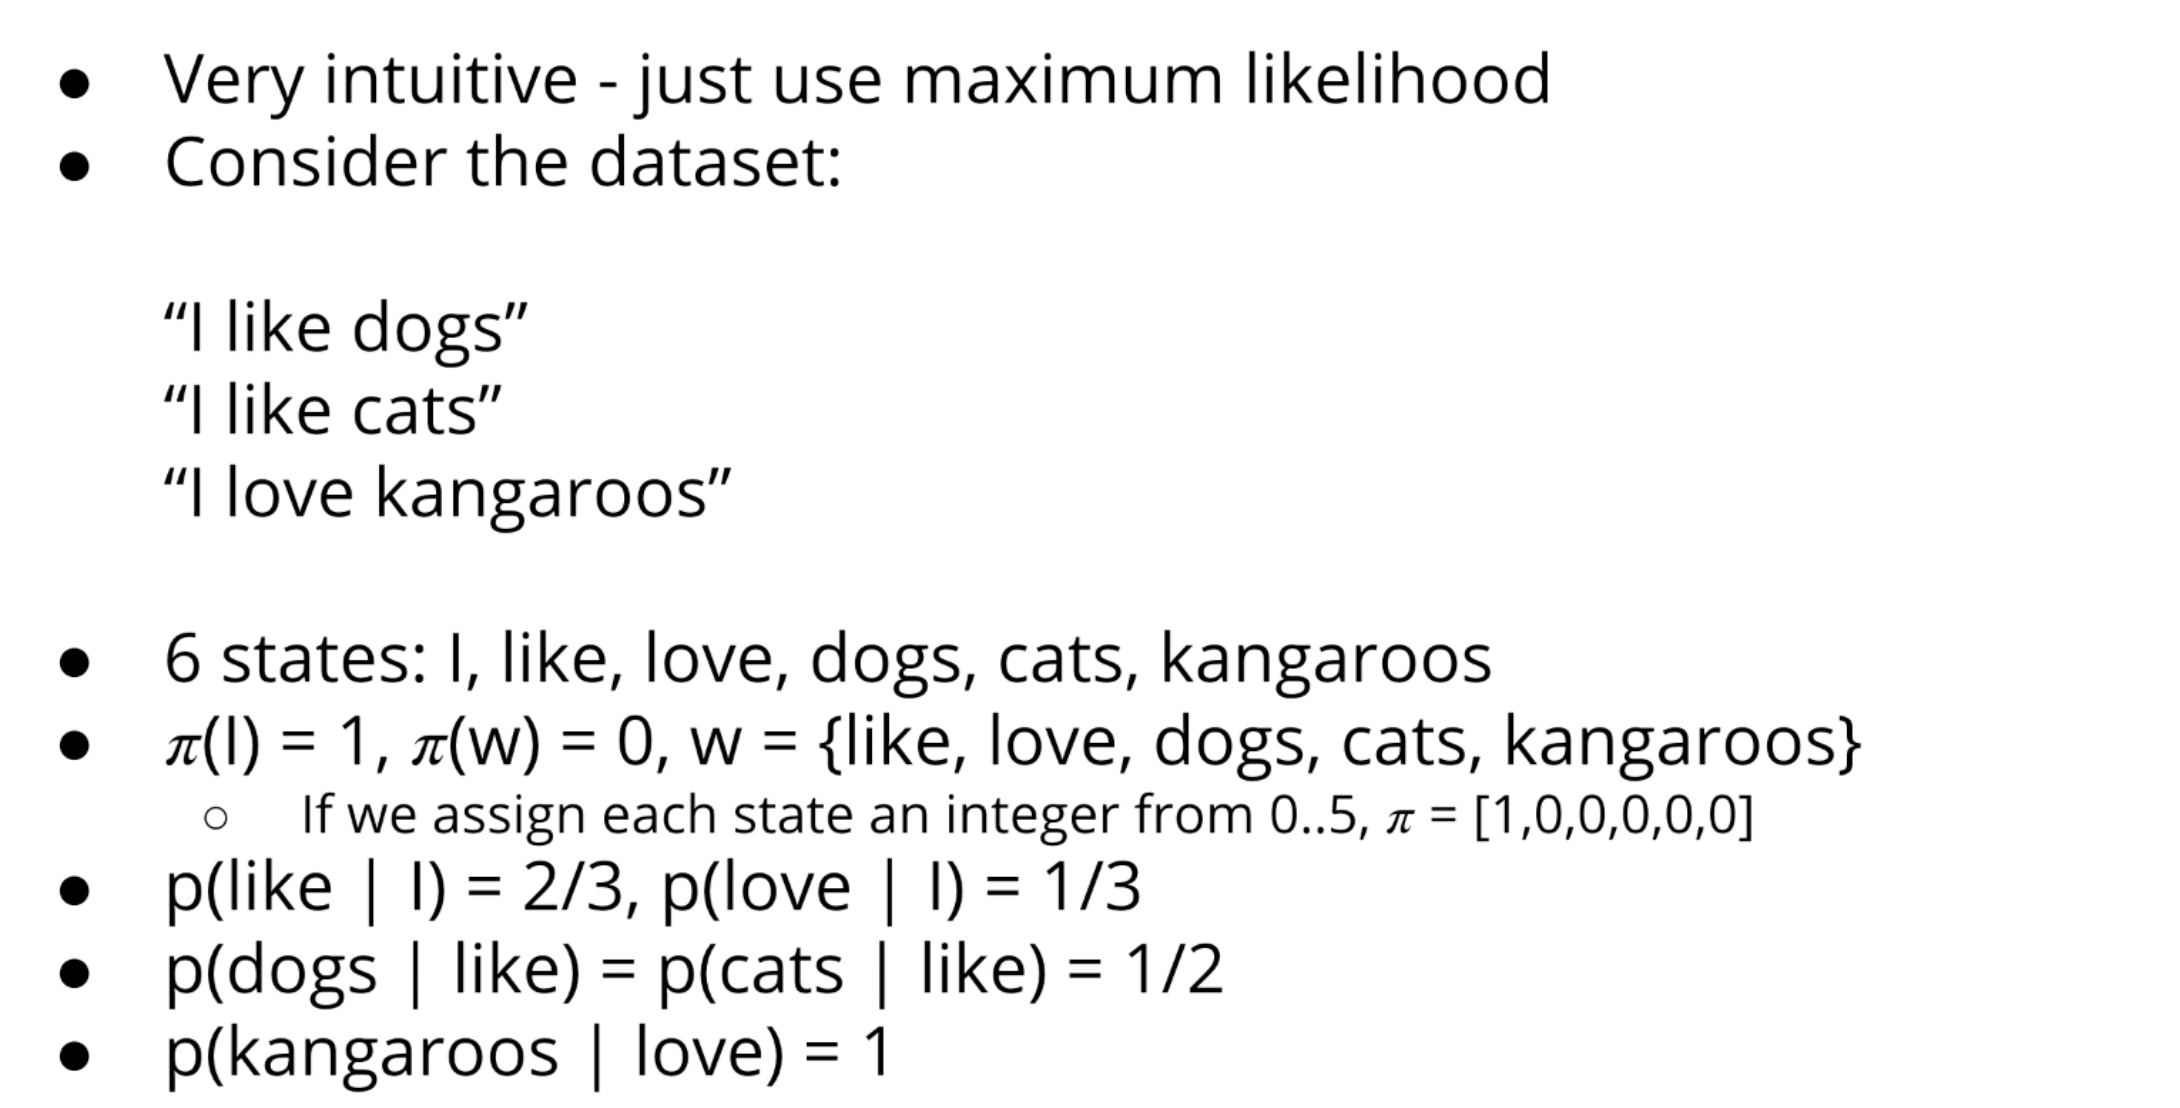 ● Very intuitive - just use maximum likelihood
● Consider the dataset:
“I like dogs”
“I like cats”
“I love kangaroos”
● 6 states: I, like, love, dogs, cats, kangaroos
● 𝜋(I) = 1, 𝜋(w) = 0, w = {like, love, dogs, cats, kangaroos}
○ If we assign each state an integer from 0..5, 𝜋 = [1,0,0,0,0,0]
● p(like | I) = 2/3, p(love | I) = 1/3
● p(dogs | like) = p(cats | like) = 1/2
● p(kangaroos | love) = 1